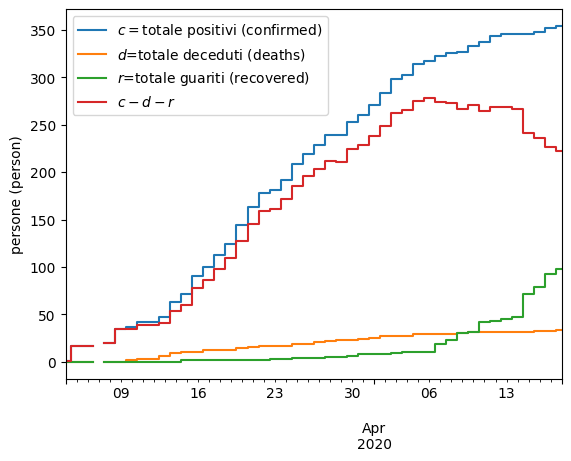 c = totale positivi (confirmed)
d=totale deceduti (deaths)
r=totale guariti (recovered)
c − d − r
persone (person)
350
300
250
200
150
100
50
0
09 16 23 30 06 13
Apr
2020